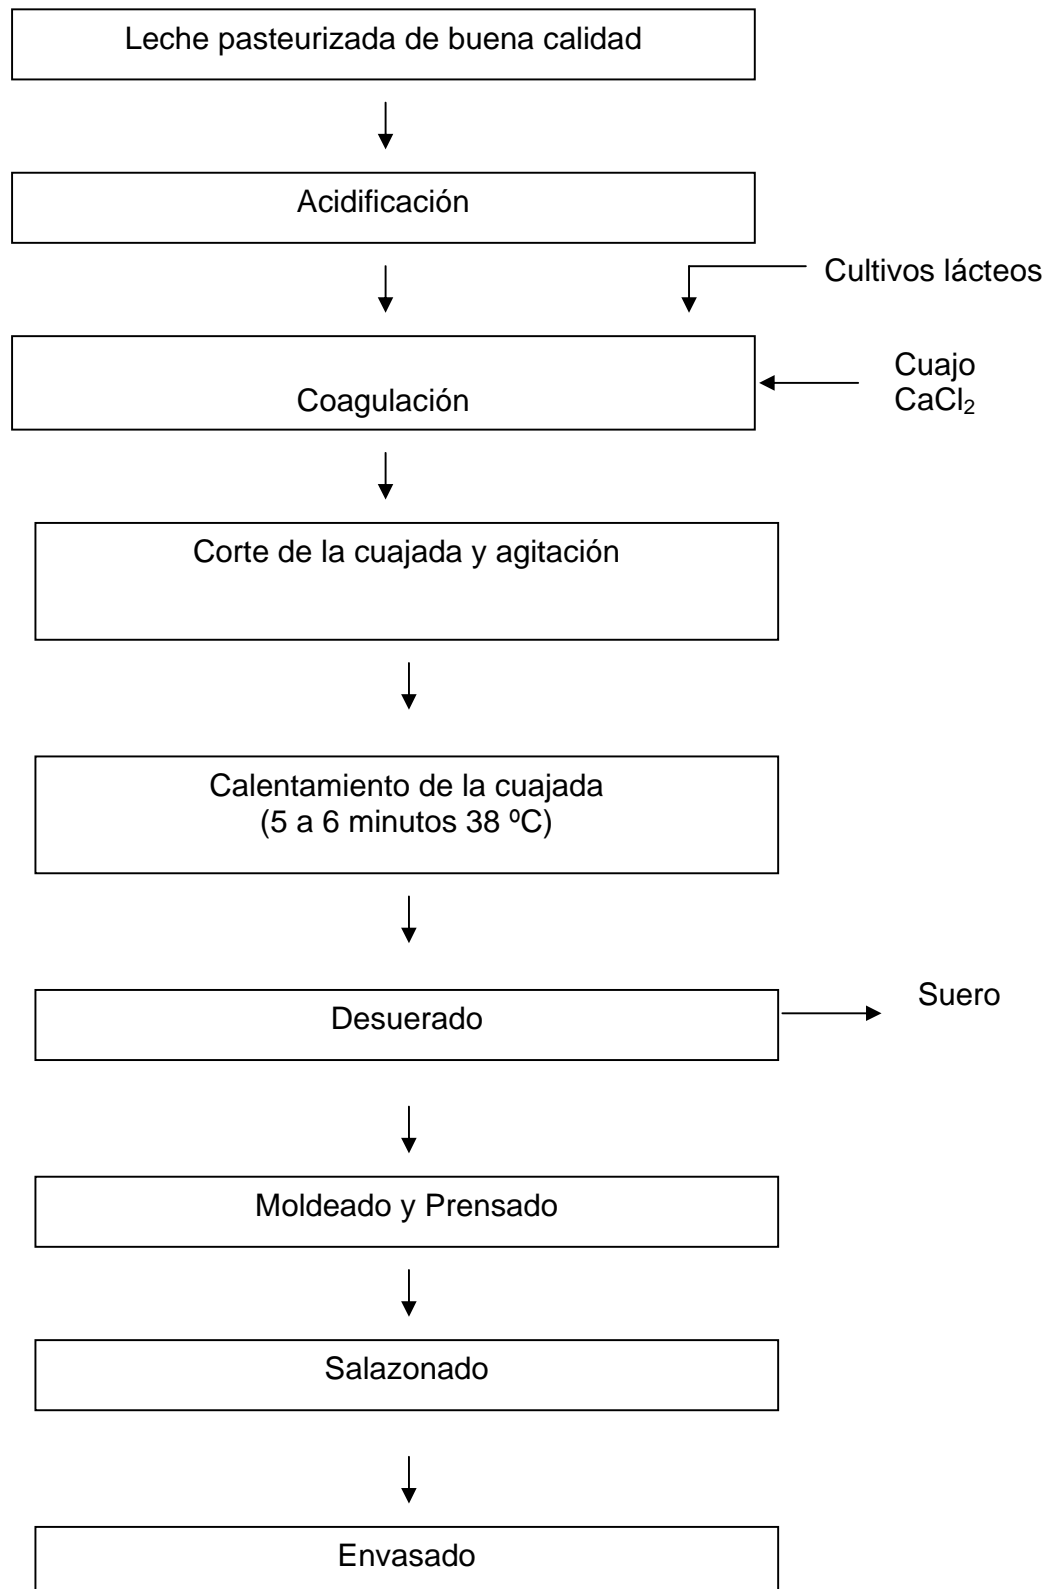 Leche pasteurizada de buena calidad
Acidificación
Cultivos lácteos
Cuajo
CaCl₂
Coagulación
Corte de la cuajada y agitación
Calentamiento de la cuajada
(5 a 6 minutos 38 ºC)
Suero
Desuerado
Moldeado y Prensado
Salazonado
Envasado